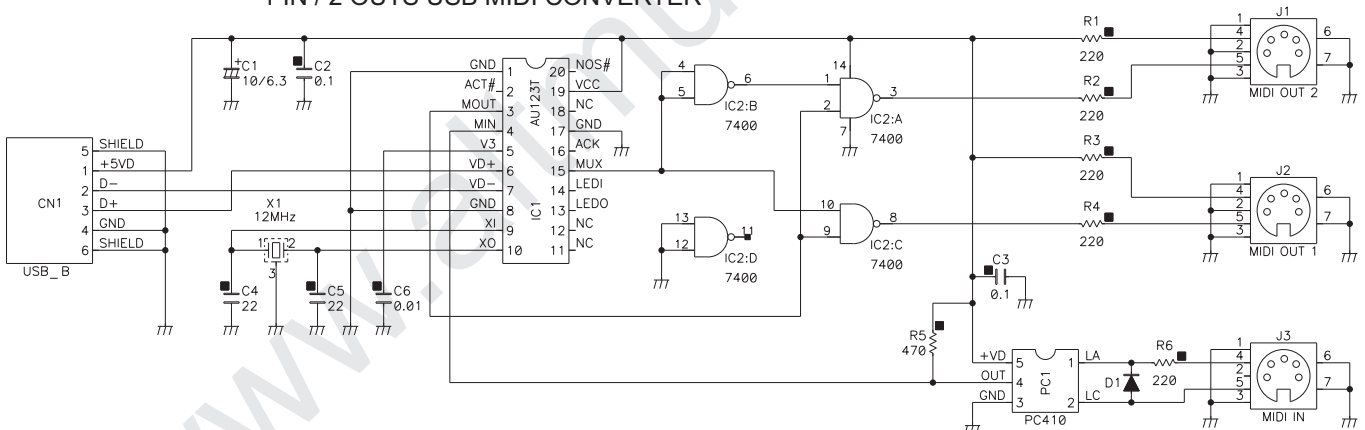 1 IN / 2 OUTS USB MIDI CONVERTER
www.altmu
CN1
USB_B
5 SHIELD
1 +5VD
2 D-
3 D+
4 GND
6 SHIELD
C1
10/6.3
C2
0.1
X1
12MHz
1 2
3
C4
22
C5
22
C6
0.01
AU123T
IC1
GND 1
ACT# 2
MOUT 3
MIN 4
V3 5
VD+ 6
VD- 7
GND 8
XI 9
XO 10
20 NOS#
19 VCC
18 NC
17 GND
16 ACK
15 MUX
14 LEDI
13 LEDO
12 NC
11 NC
4
5
6
IC2:B
7400
14
1
2
3
7
IC2:A
7400
13
12
11
IC2:D
7400
10
9
8
IC2:C
7400
R1
220
R2
220
R3
220
R4
220
C3
0.1
R5
470
PC1
PC410
+VD 5
OUT 4
GND 3
1 LA
2 LC
D1
R6
220
J1
1
4
2
5
3
6
7
MIDI OUT 2
J2
1
4
2
5
3
6
7
MIDI OUT 1
J3
1
4
2
5
3
6
7
MIDI IN